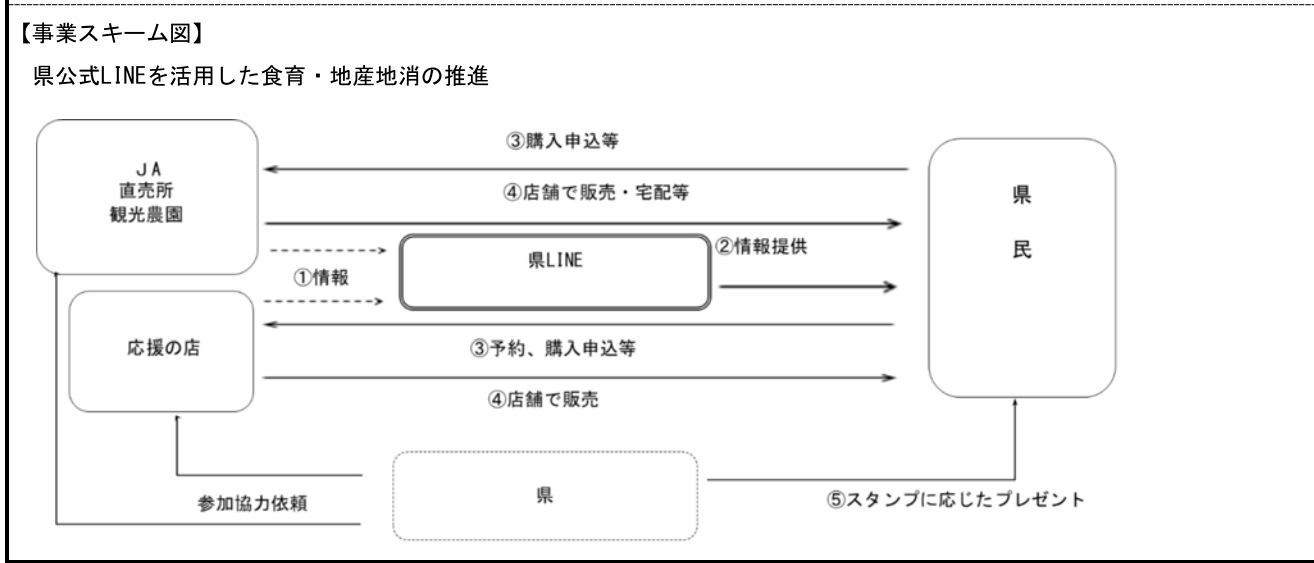 【事業スキーム図】
県公式LINEを活用した食育・地産地消の推進
③購入申込等
ＪＡ
直売所
観光農園
④店舗で販売・宅配等
県
民
②情報提供
県LINE
①情報
応援の店
③予約、購入申込等
④店舗で販売
県
参加協力依頼
⑤スタンプに応じたプレゼント